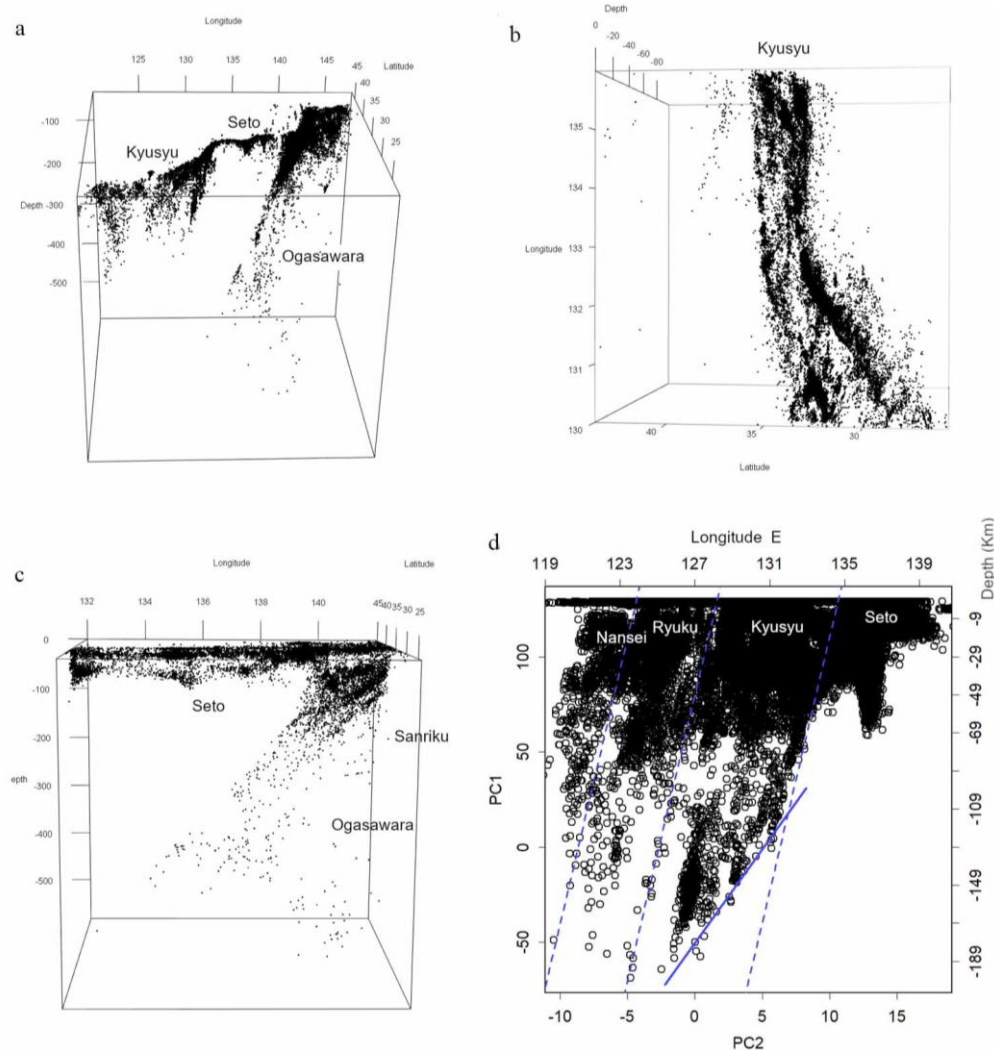 a
Longitude
125 130 135 140 145 45 Latitude
40
35
30
25
-100
-200
Depth -300
-400
-500
Seto
Kyusyu
Ogasawara
b
Depth
0 -20 -40 -60 -80
Kyusyu
135
134
Longitude 133
132
131
130
40 35 30
Latitude
c
Longitude Latitude
132 134 136 138 140 45 40 35 30 25
0
-100
-200
epth -300
-400
-500
Seto
Sanriku
Ogasawara
d
Longitude E
119 123 127 131 135 139
Depth (Km)
-9
-29
-49
-69
-109
-149
-189
Nansei Ryuku Kyusyu Seto
PC1
100
50
0
-50
-10 -5 0 5 10 15
PC2